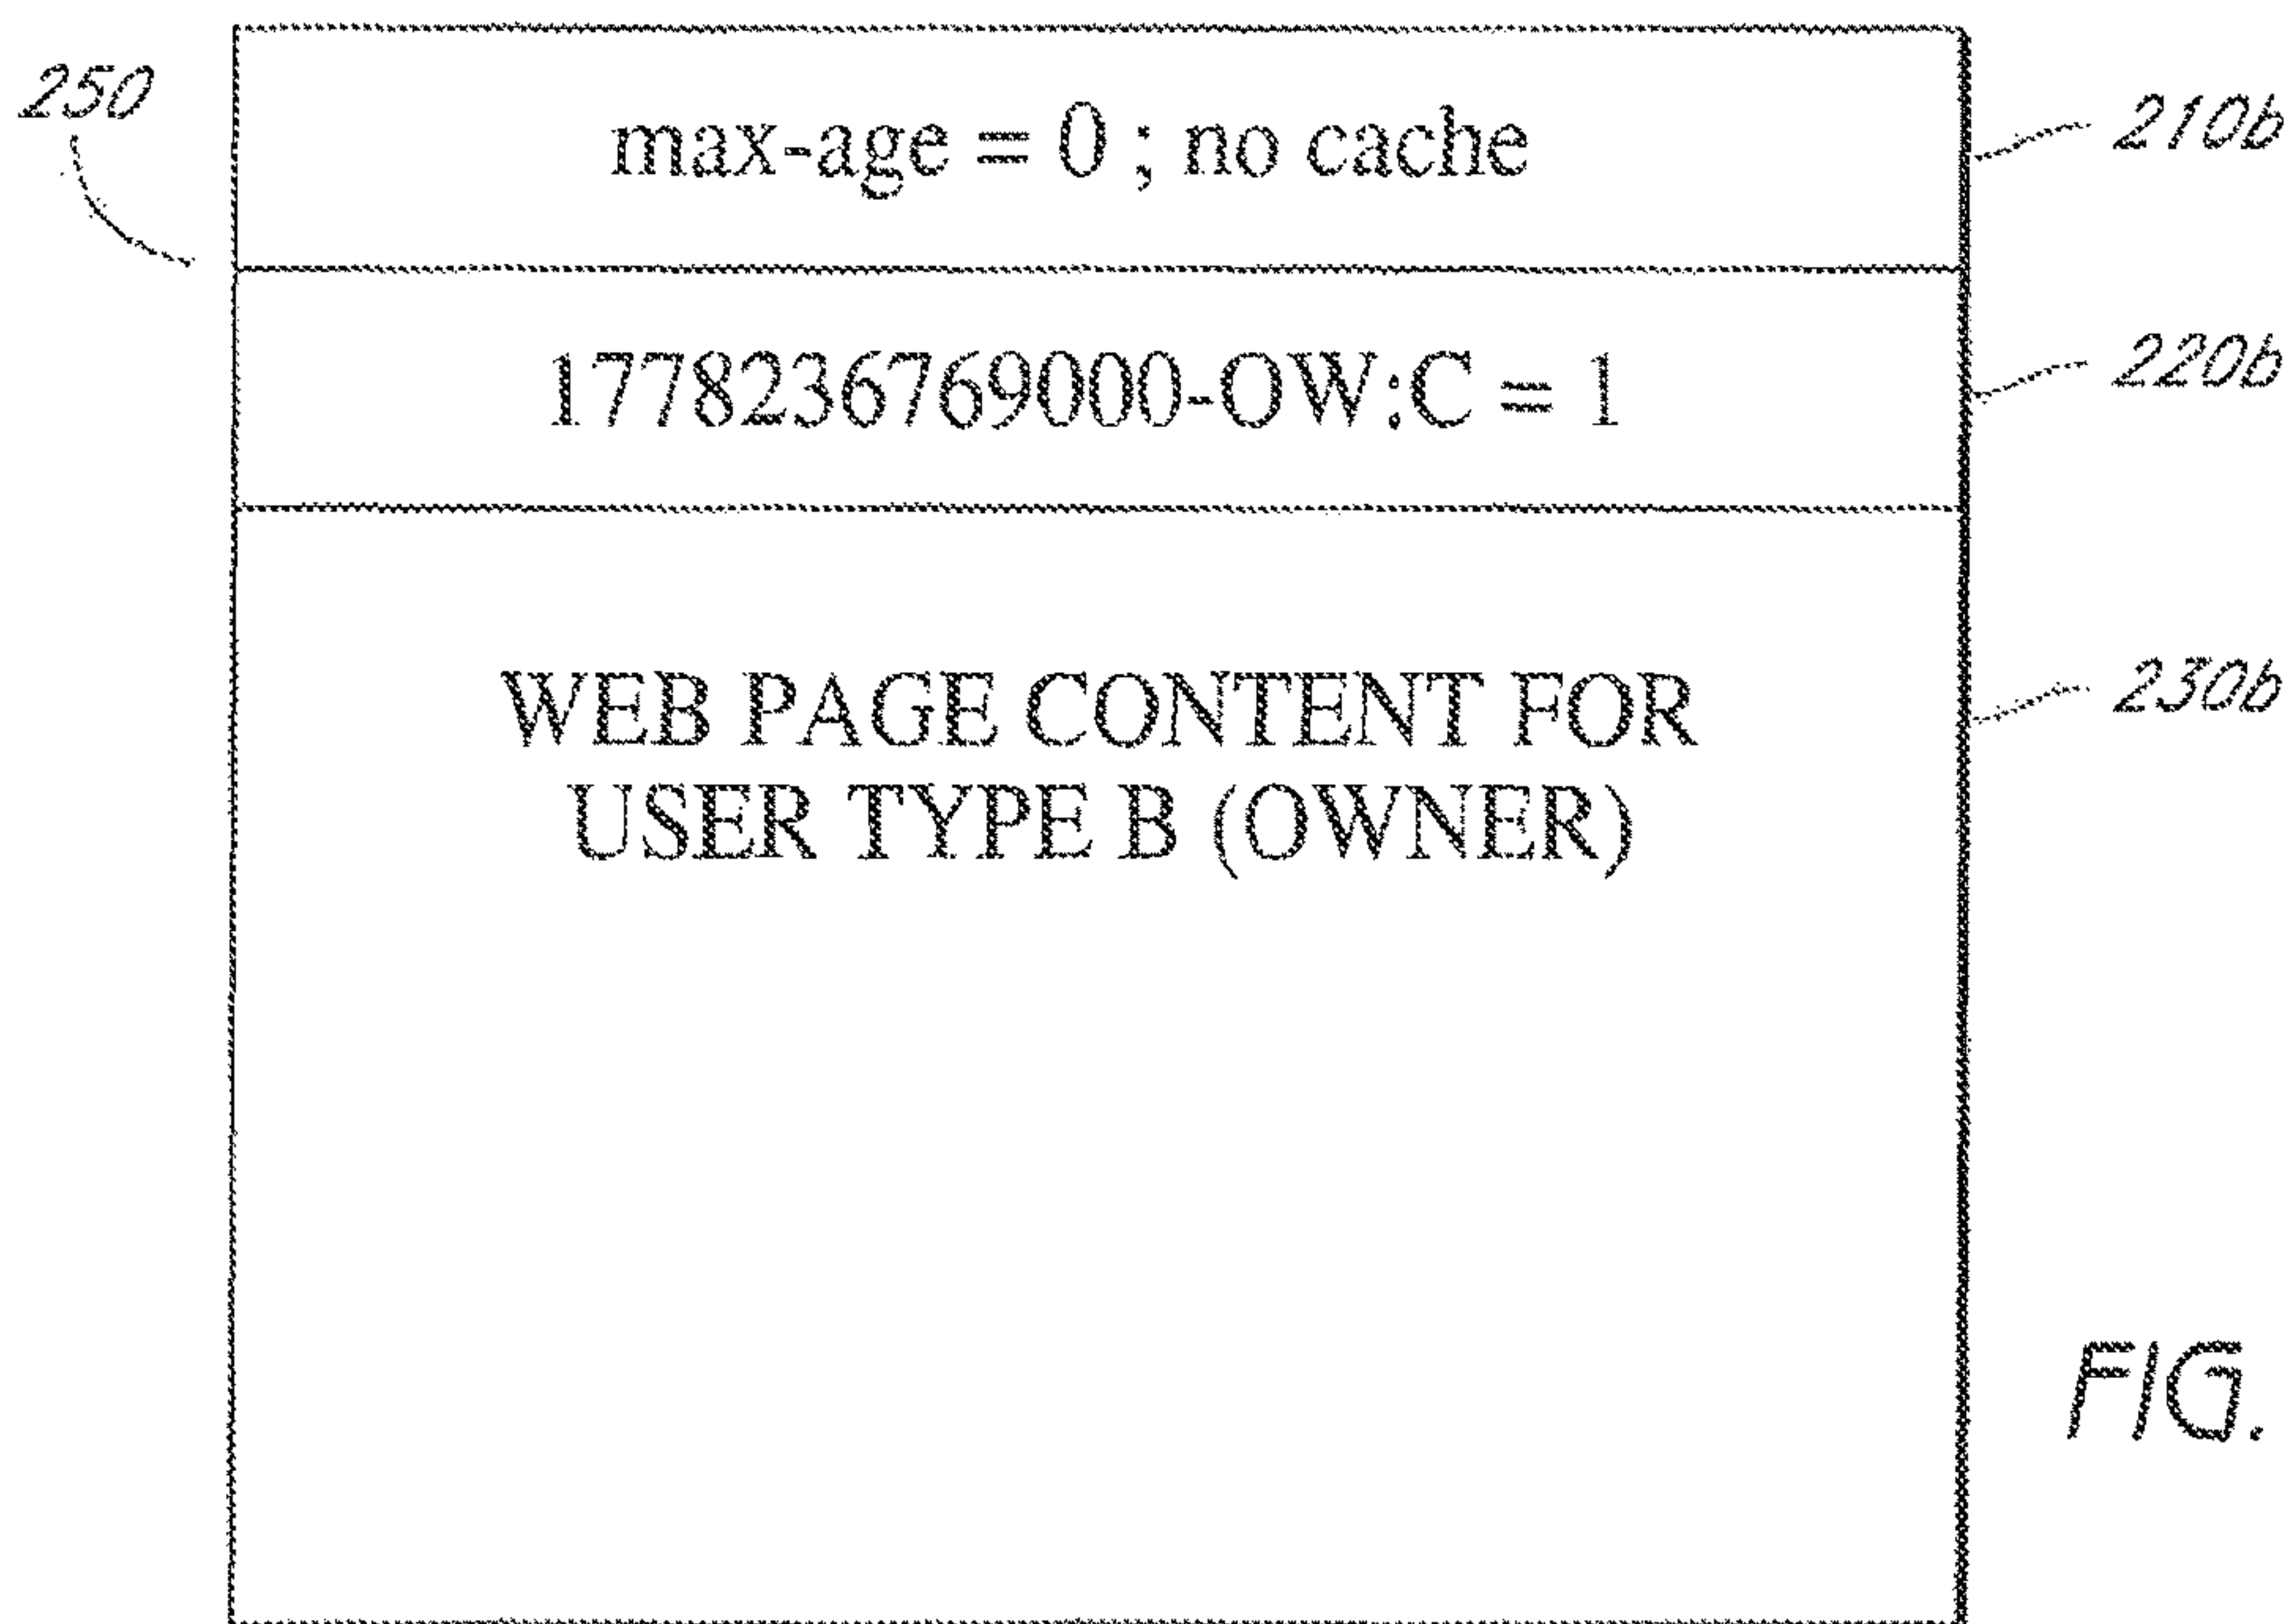 250
max-age = 0 ; no cache
210b
1778236769000-OW:C = 1
220b
WEB PAGE CONTENT FOR
USER TYPE B (OWNER)
230b
FIG.